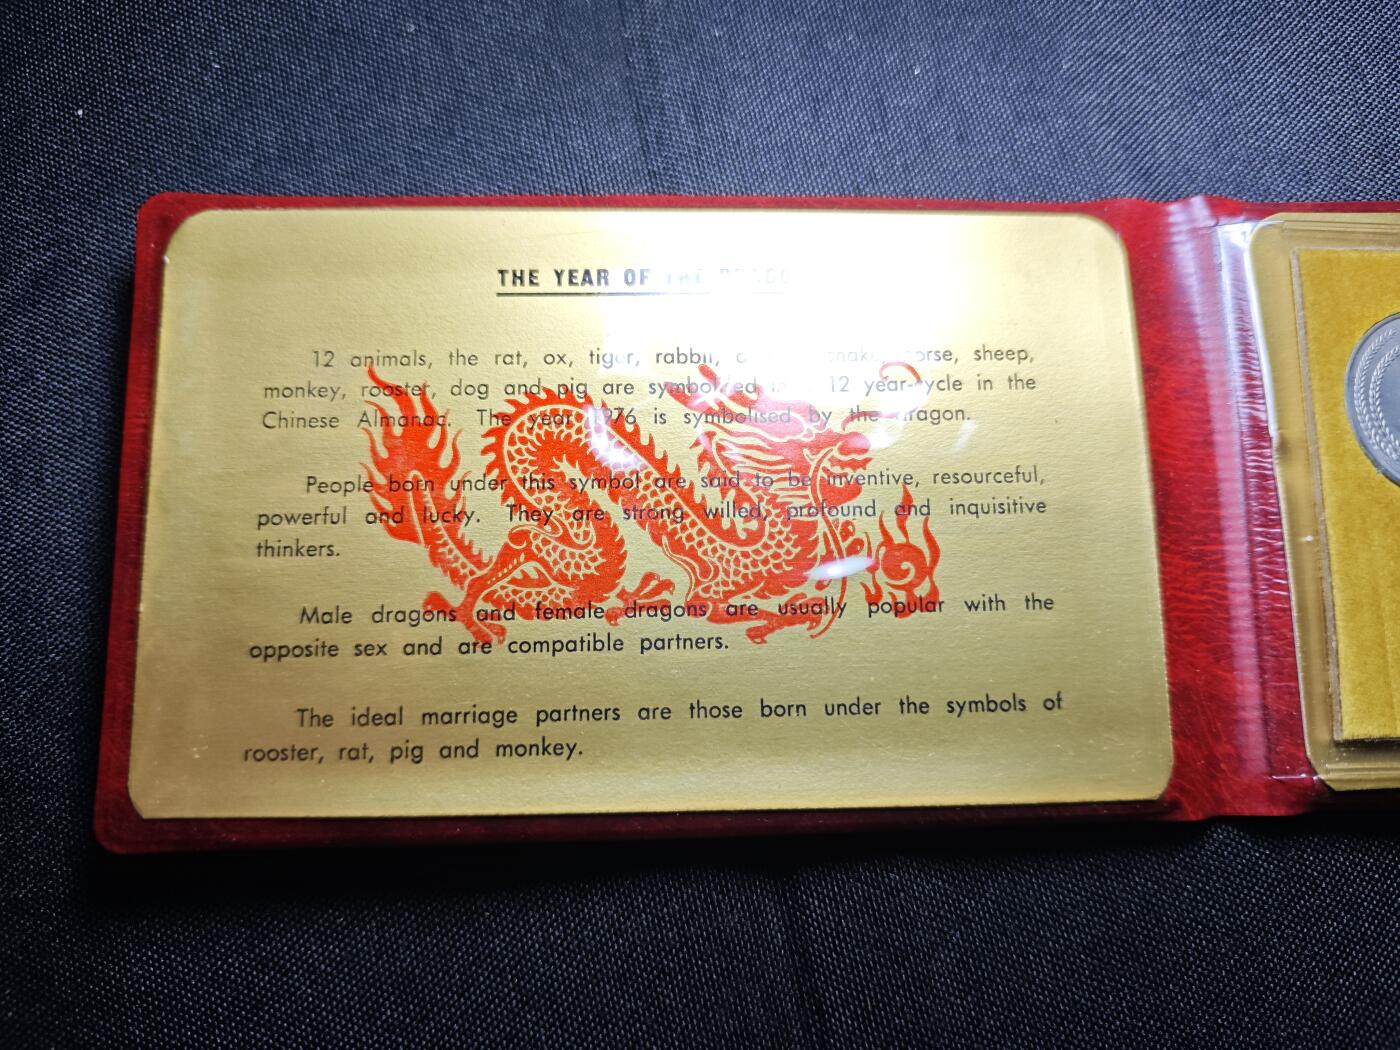 THE YEAR OF THE DRAGO
12 animals, the rat, ox, tiger, rabbit, snake, orse, sheep,
monkey, rooster, dog and pig are symbolized in 12 year-cycle in the
Chinese Almanac. The year 1976 is symbolised by the dragon.
People born under this symbol are said to be inventive, resourceful,
powerful and lucky. They are strong willed, profound and inquisitive
thinkers.
Male dragons and female dragons are usually popular with the
opposite sex and are compatible partners.
The ideal marriage partners are those born under the symbols of
rooster, rat, pig and monkey.